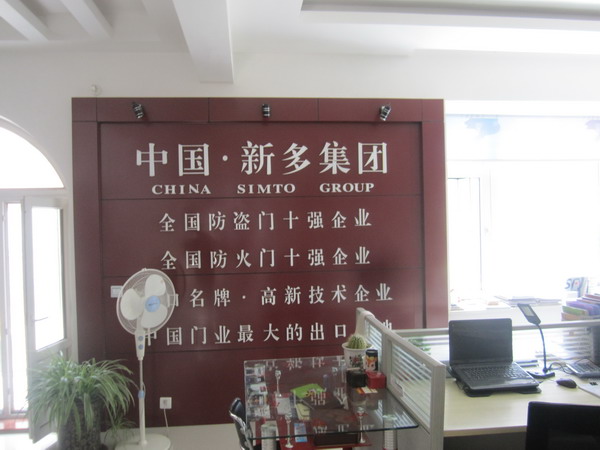 中国·新多集团
CHINA SIMTO GROUP
全国防盗门十强企业
全国防火门十强企业
口名牌·高新技术企业
中国门业最大的出口